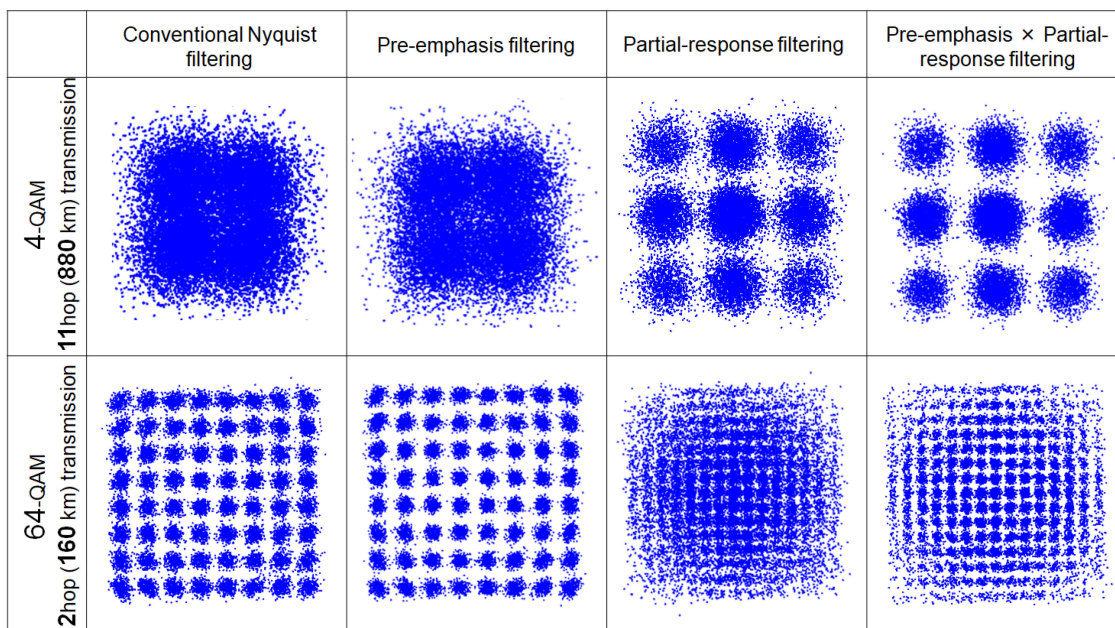 Conventional Nyquist
filtering
Pre-emphasis filtering
Partial-response filtering
Pre-emphasis × Partial-
response filtering
4-QAM
11hop (880 km) transmission
64-QAM
2hop (160 km) transmission